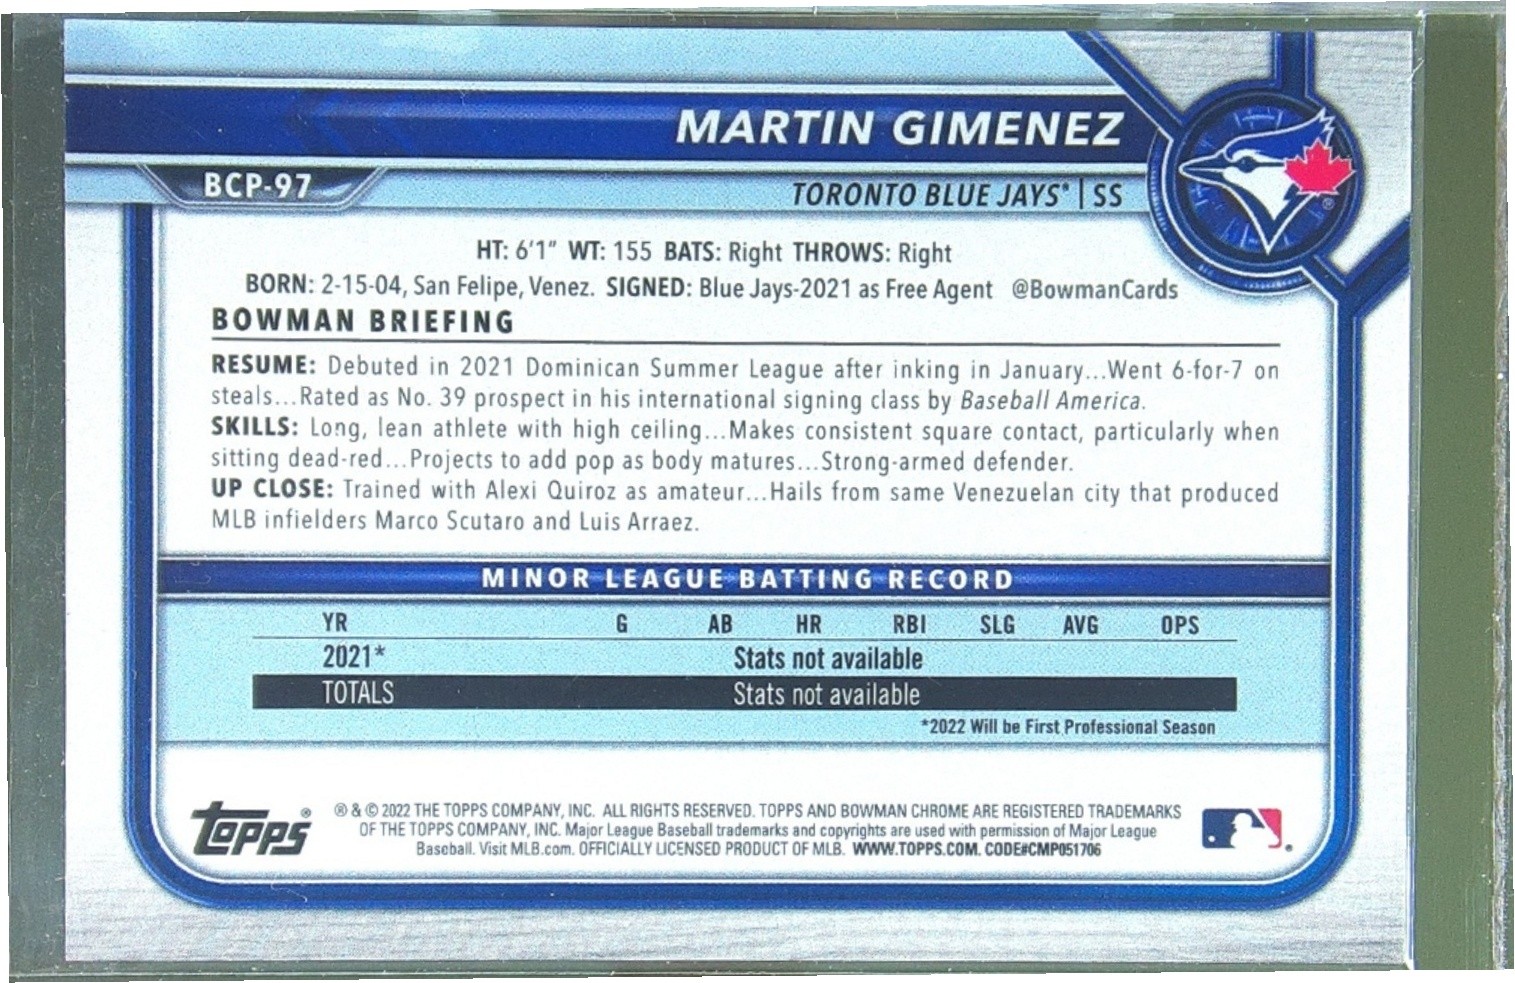 MARTIN GIMENEZ
BCP-97
TORONTO BLUE JAYS* | SS
HT: 6'1" WT: 155 BATS: Right THROWS: Right
BORN: 2-15-04, San Felipe, Venez. SIGNED: Blue Jays-2021 as Free Agent @BowmanCards
BOWMAN BRIEFING
RESUME: Debuted in 2021 Dominican Summer League after inking in January...Went 6-for-7 on
steals...Rated as No. 39 prospect in his international signing class by Baseball America.
SKILLS: Long, lean athlete with high ceiling...Makes consistent square contact, particularly when
sitting dead-red...Projects to add pop as body matures...Strong-armed defender.
UP CLOSE: Trained with Alexi Quiroz as amateur...Hails from same Venezuelan city that produced
MLB infielders Marco Scutaro and Luis Arraez.
MINOR LEAGUE BATTING RECORD
YR G AB HR RBI SLG AVG OPS
2021* Stats not available
TOTALS Stats not available
*2022 Will be First Professional Season
TOPPS®
® & © 2022 THE TOPPS COMPANY, INC. ALL RIGHTS RESERVED. TOPPS AND BOWMAN CHROME ARE REGISTERED TRADEMARKS
OF THE TOPPS COMPANY, INC. Major League Baseball trademarks and copyrights are used with permission of Major League
Baseball. Visit MLB.com. OFFICIALLY LICENSED PRODUCT OF MLB. WWW.TOPPS.COM. CODE#CMP051706